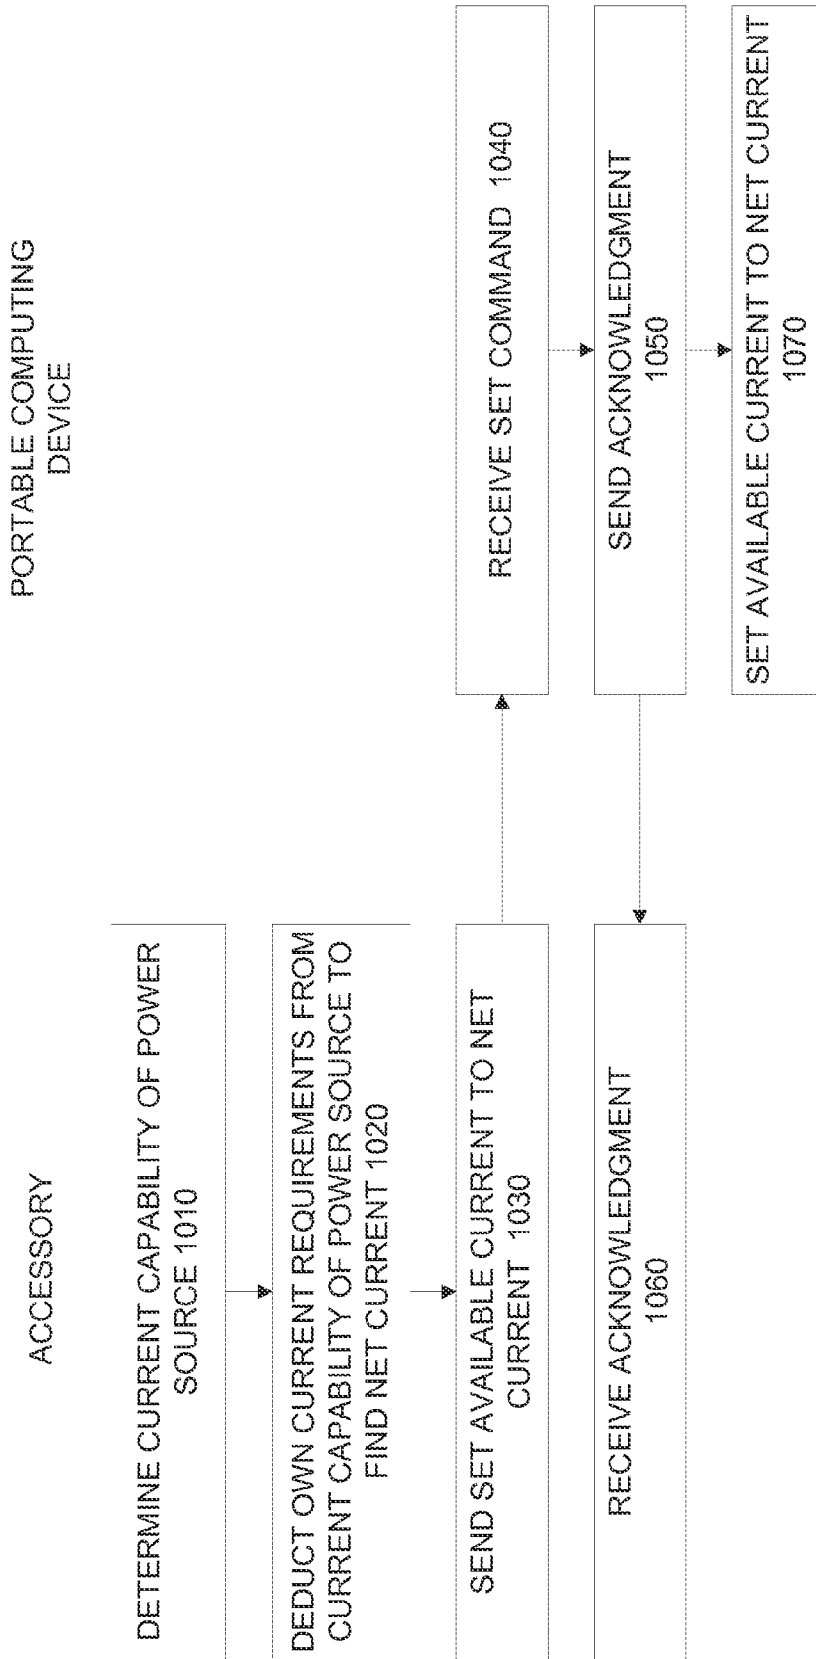 ACCESSORY
PORTABLE COMPUTING
DEVICE
DETERMINE CURRENT CAPABILITY OF POWER
SOURCE 1010
DEDUCT OWN CURRENT REQUIREMENTS FROM
CURRENT CAPABILITY OF POWER SOURCE TO
FIND NET CURRENT 1020
SEND SET AVAILABLE CURRENT TO NET
CURRENT 1030
RECEIVE SET COMMAND 1040
SEND ACKNOWLEDGMENT
1050
RECEIVE ACKNOWLEDGMENT
1060
SET AVAILABLE CURRENT TO NET CURRENT
1070